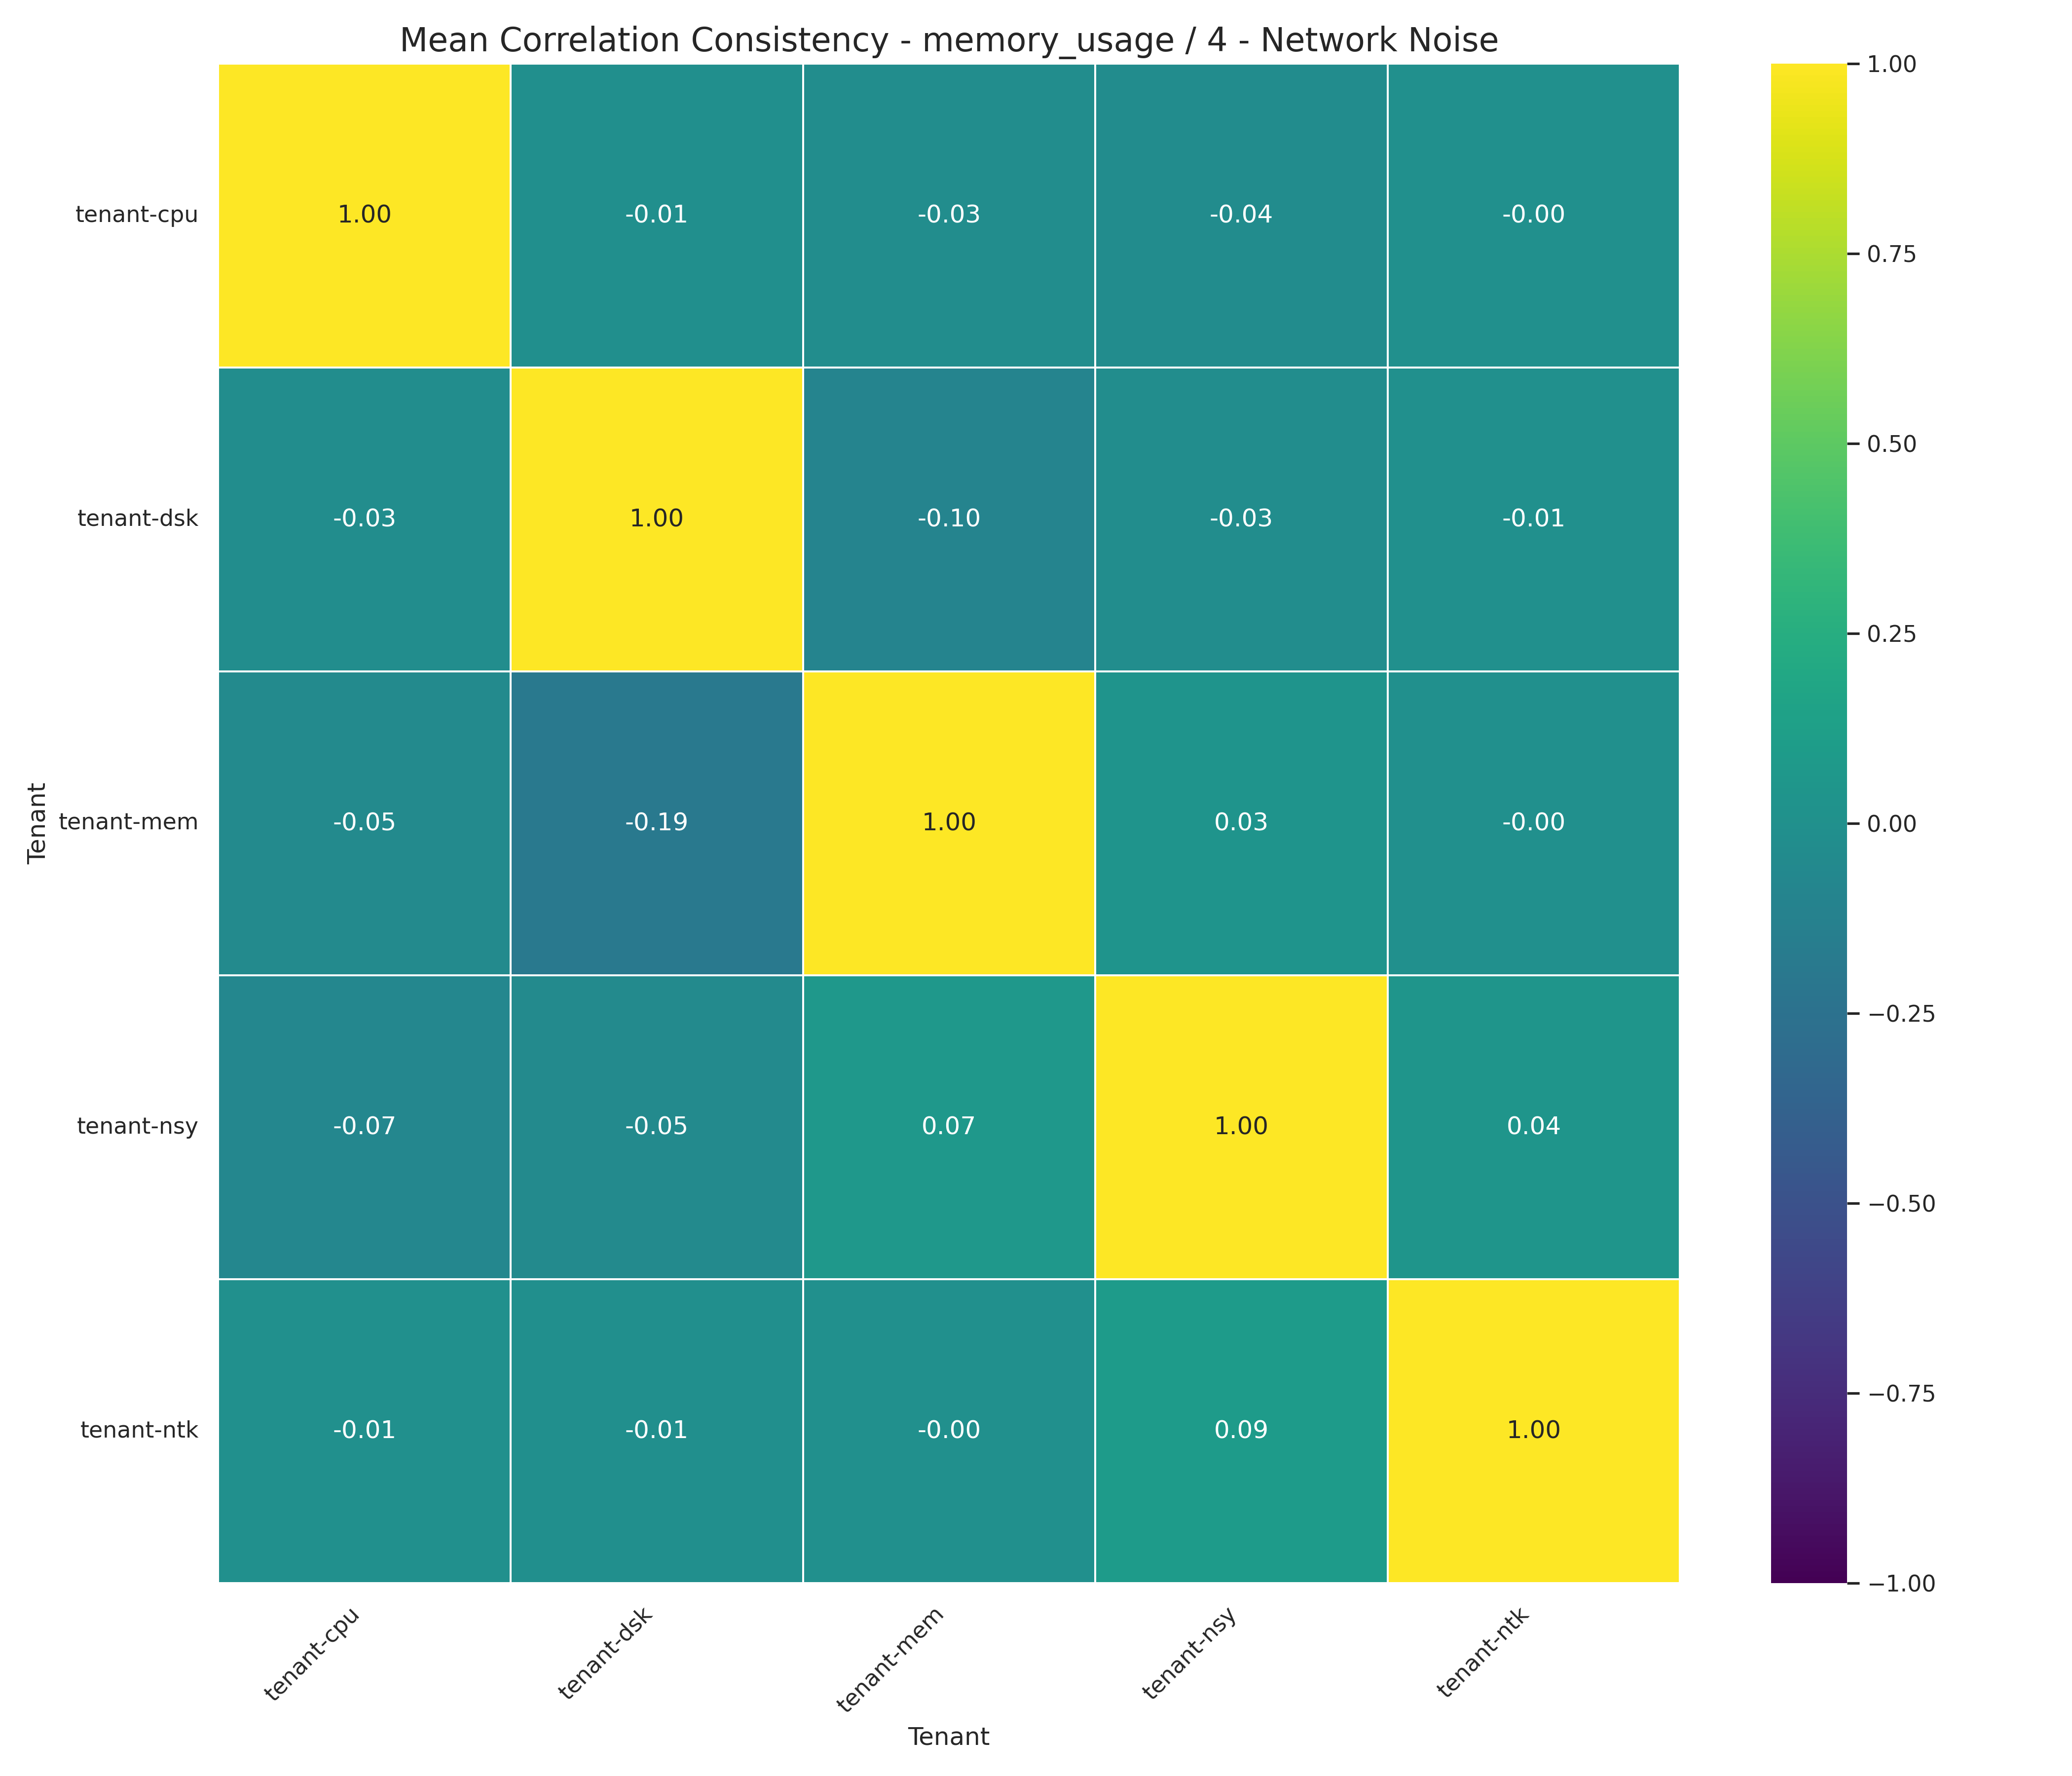 Mean Correlation Consistency - memory_usage / 4 - Network Noise
Tenant
tenant-cpu 1.00 -0.01 -0.03 -0.04 -0.00
tenant-dsk -0.03 1.00 -0.10 -0.03 -0.01
tenant-mem -0.05 -0.19 1.00 0.03 -0.00
tenant-nsy -0.07 -0.05 0.07 1.00 0.04
tenant-ntk -0.01 -0.01 -0.00 0.09 1.00
tenant-cpu tenant-dsk tenant-mem tenant-nsy tenant-ntk
Tenant
1.00
0.75
0.50
0.25
0.00
−0.25
−0.50
−0.75
−1.00